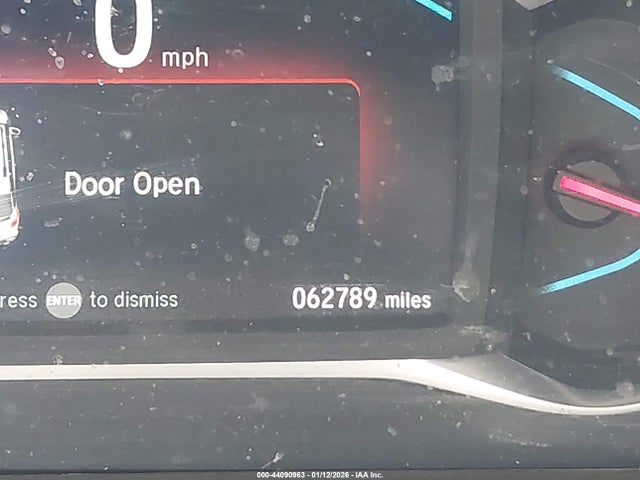 0 mph
Door Open
ress ENTER to dismiss
062789 miles
000-44090963 - 01/12/2026 - IAA Inc.